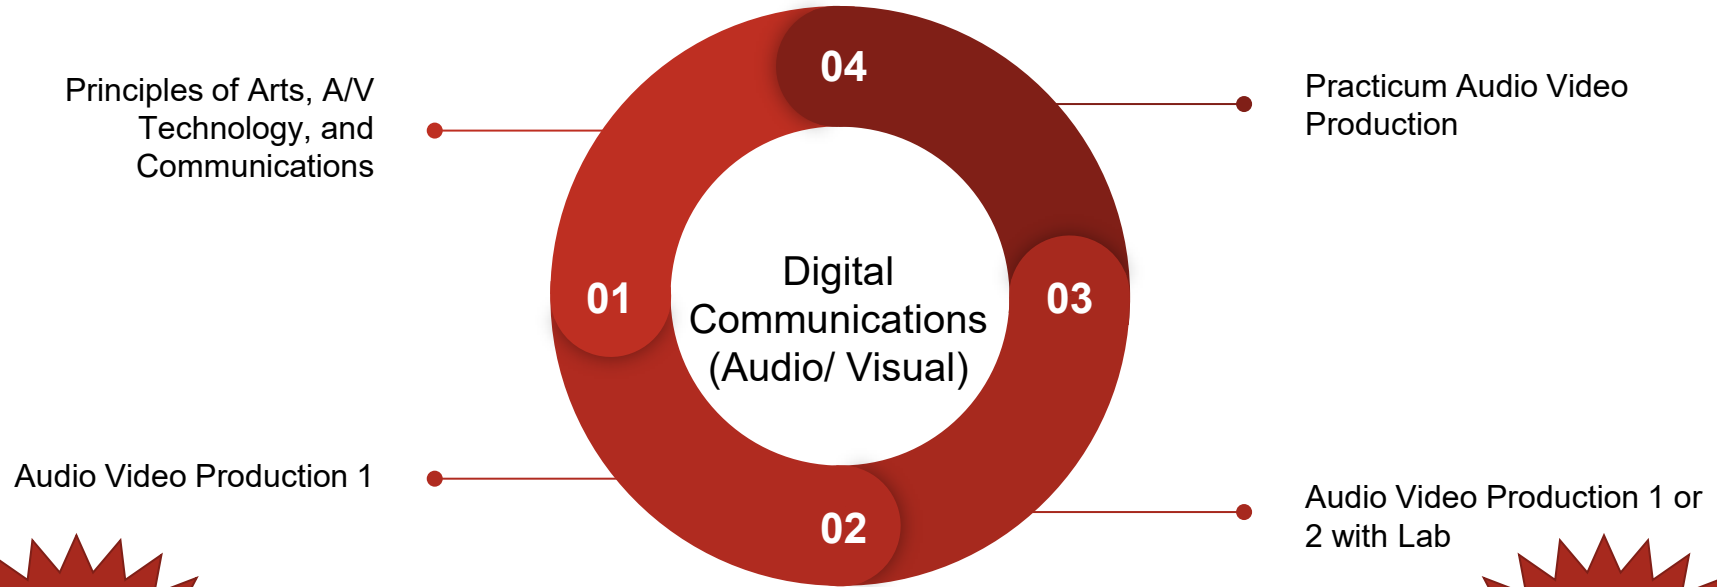 Principles of Arts, A/V
Technology, and
Communications
04
Practicum Audio Video
Production
01
Digital
Communications
(Audio/ Visual)
03
Audio Video Production 1
02
Audio Video Production 1 or
2 with Lab